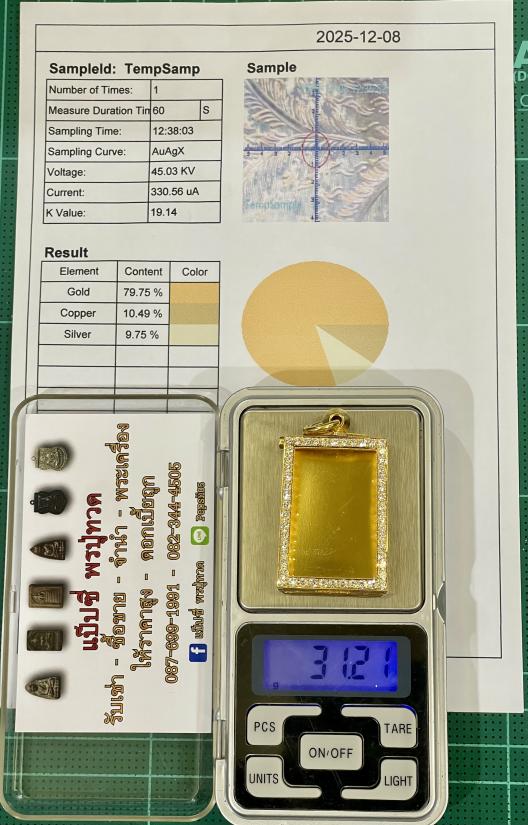 2025-12-08
SampleId: TempSamp
Sample
Number of Times: 1
Measure Duration Tim 60 S
Sampling Time: 12:38:03
Sampling Curve: AuAgX
Voltage: 45.03 KV
Current: 330.56 uA
K Value: 19.14
TempSample
Result
Element Content Color
Gold 79.75 %
Copper 10.49 %
Silver 9.75 %
แป๊ปซี่ พรปู่ทวด
รับเช่า - ซื้อขาย - จำนำ - พระเครื่อง
ให้ราคาสูง - ดอกเบี้ยถูก
087-699-1991 - 082-344-4505
แป๊ปซี่ พรปู่ทวด
31.21
g
PCS
TARE
ON/OFF
UNITS
LIGHT